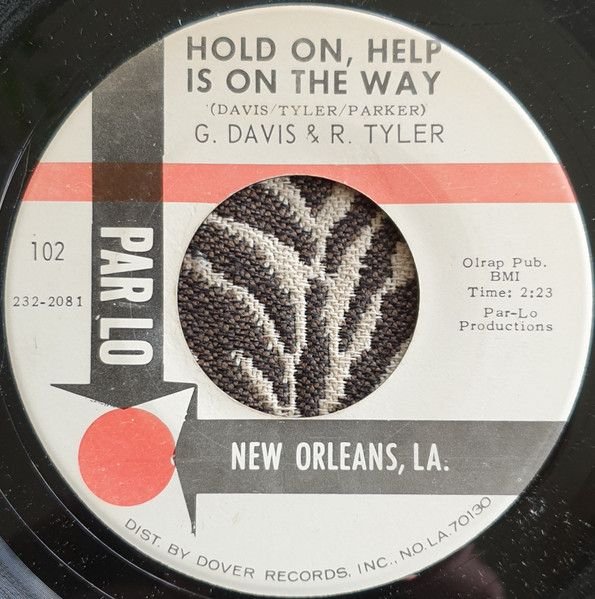 HOLD ON, HELP
IS ON THE WAY
(DAVIS/TYLER/PARKER)
G. DAVIS & R. TYLER
102
232-2081
PAR LO
Olrap Pub.
BMI
Time: 2:23
Par-Lo
Productions
NEW ORLEANS, LA.
DIST. BY DOVER RECORDS, INC., NO. LA. 70130